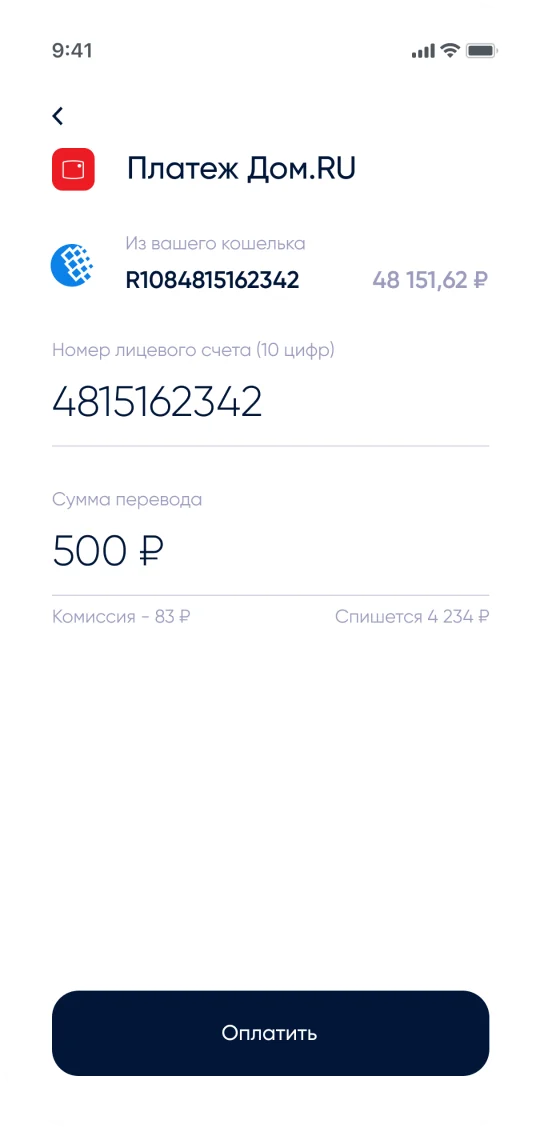 9:41
Платеж Дом.RU
Из вашего кошелька
R1084815162342 48 151,62 ₽
Номер лицевого счета (10 цифр)
4815162342
Сумма перевода
500 ₽
Комиссия - 83 ₽ Спишется 4 234 ₽
Оплатить